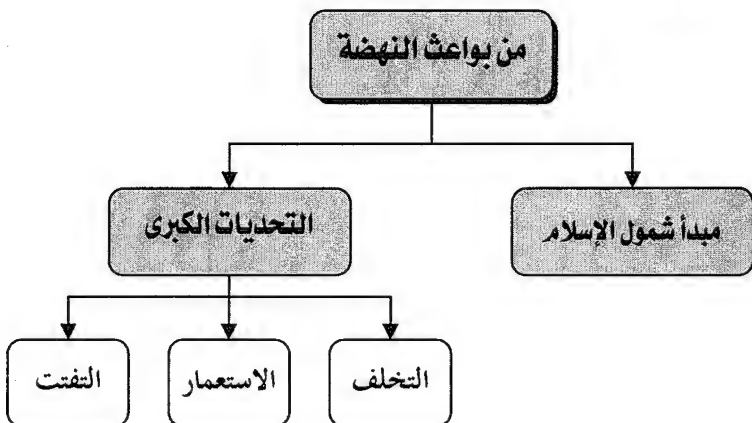 من بواعث النهضة
مبدأ شمول الإسلام
التحديات الكبرى
التخلف
الاستعمار
التفتت